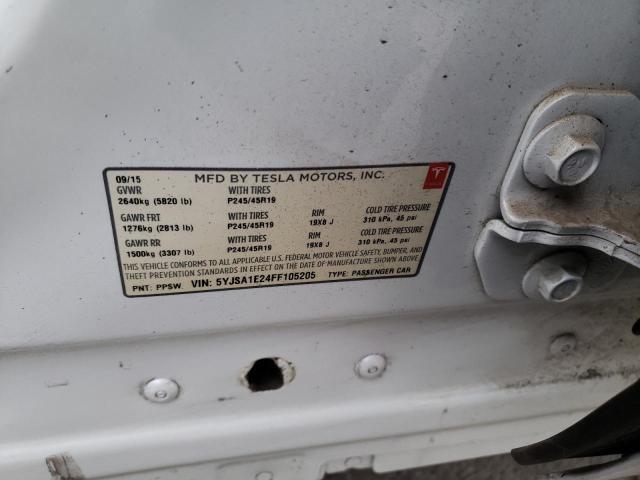 09/15 MFD BY TESLA MOTORS, INC.
GVWR WITH TIRES
2640kg (5820 lb) P245/45R19
GAWR FRT WITH TIRES RIM COLD TIRE PRESSURE
1276kg (2813 lb) P245/45R19 19X8 J 310 kPa, 45 psi
GAWR RR WITH TIRES RIM COLD TIRE PRESSURE
1500kg (3307 lb) P245/45R19 19X8 J 310 kPa, 45 psi
THIS VEHICLE CONFORMS TO ALL APPLICABLE U.S. FEDERAL MOTOR VEHICLE SAFETY, BUMPER, AND
THEFT PREVENTION STANDARDS IN EFFECT ON THE DATE OF MANUFACTURE SHOWN ABOVE.
PNT: PPSW VIN: 5YJSA1E24FF105205 TYPE: PASSENGER CAR